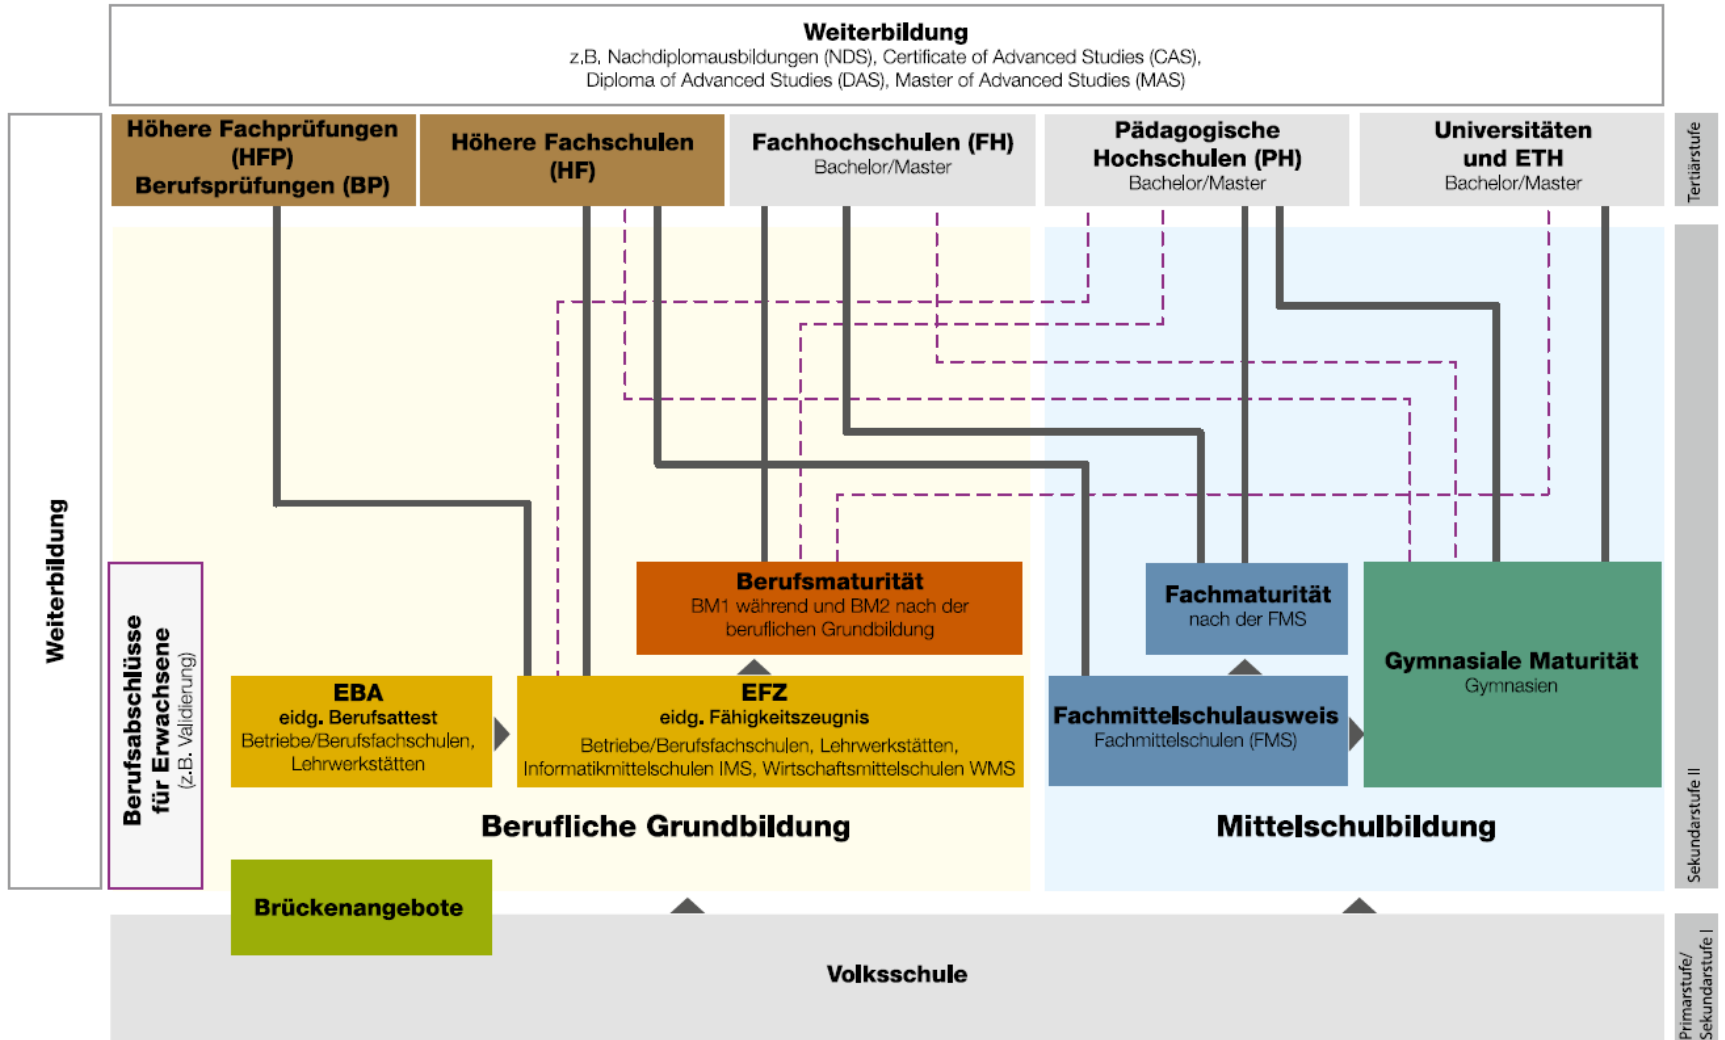 Weiterbildung
z.B. Nachdiplomausbildungen (NDS), Certificate of Advanced Studies (CAS),
Diploma of Advanced Studies (DAS), Master of Advanced Studies (MAS)
Höhere Fachprüfungen
(HFP)
Berufsprüfungen (BP)
Höhere Fachschulen
(HF)
Fachhochschulen (FH)
Bachelor/Master
Pädagogische
Hochschulen (PH)
Bachelor/Master
Universitäten
und ETH
Bachelor/Master
Tertiärstufe
Weiterbildung
Berufsabschlüsse
für Erwachsene
(z.B. Validierung)
Berufsmaturität
BM1 während und BM2 nach der
beruflichen Grundbildung
Fachmaturität
nach der FMS
Gymnasiale Maturität
Gymnasien
EBA
eidg. Berufsattest
Betriebe/Berufsfachschulen,
Lehrwerkstätten
EFZ
eidg. Fähigkeitszeugnis
Betriebe/Berufsfachschulen, Lehrwerkstätten,
Informatikmittelschulen IMS, Wirtschaftsmittelschulen WMS
Fachmittelschulausweis
Fachmittelschulen (FMS)
Berufliche Grundbildung
Mittelschulbildung
Sekundarstufe II
Brückenangebote
Volksschule
Primarstufe/
Sekundarstufe I